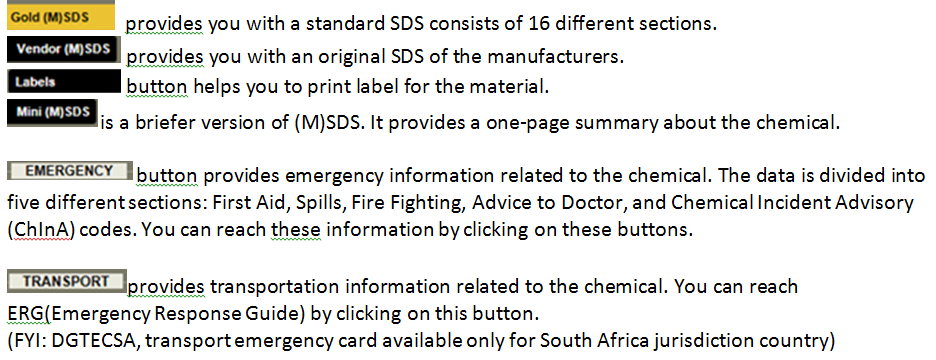 Gold (M)SDS provides you with a standard SDS consists of 16 different sections.
Vendor (M)SDS provides you with an original SDS of the manufacturers.
Labels button helps you to print label for the material.
Mini (M)SDS is a briefer version of (M)SDS. It provides a one-page summary about the chemical.
EMERGENCY button provides emergency information related to the chemical. The data is divided into
five different sections: First Aid, Spills, Fire Fighting, Advice to Doctor, and Chemical Incident Advisory
(ChInA) codes. You can reach these information by clicking on these buttons.
TRANSPORT provides transportation information related to the chemical. You can reach
ERG(Emergency Response Guide) by clicking on this button.
(FYI: DGTECSA, transport emergency card available only for South Africa jurisdiction country)